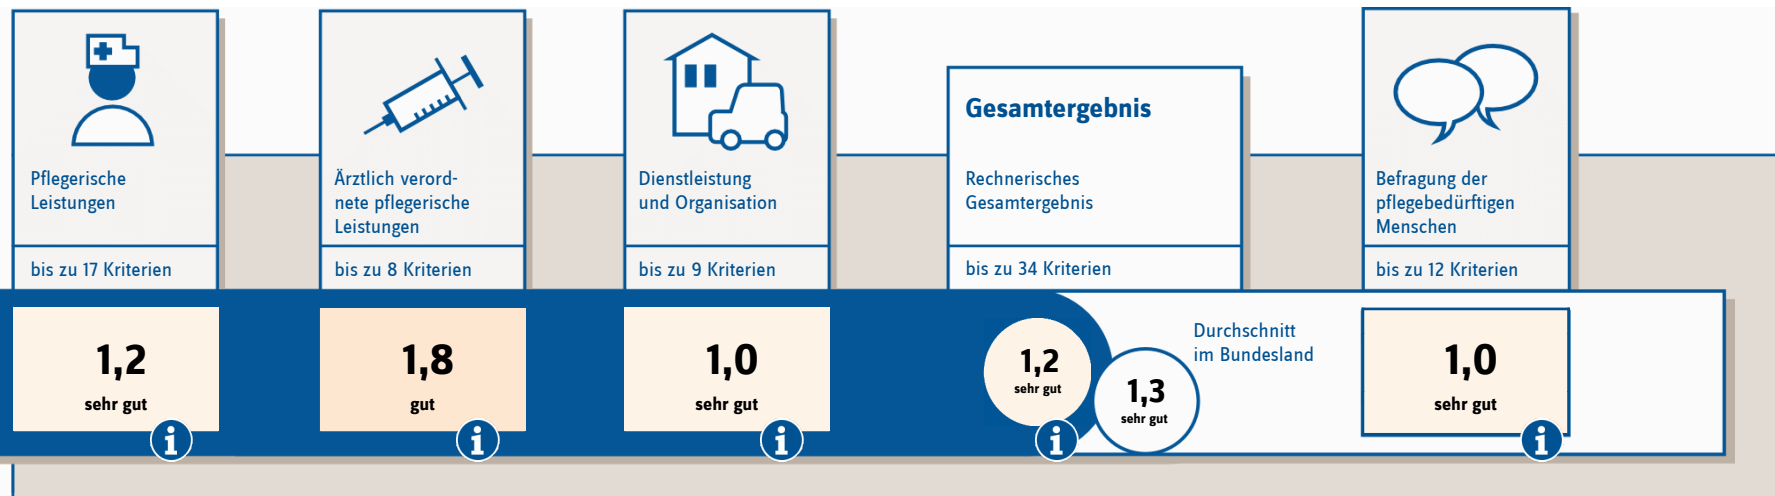 Pflegerische
Leistungen
bis zu 17 Kriterien
1,2
sehr gut
i
Ärztlich verord-
nete pflegerische
Leistungen
bis zu 8 Kriterien
1,8
gut
i
Dienstleistung
und Organisation
bis zu 9 Kriterien
1,0
sehr gut
i
Gesamtergebnis
Rechnerisches
Gesamtergebnis
bis zu 34 Kriterien
1,2
sehr gut
i
1,3
sehr gut
Durchschnitt
im Bundesland
Befragung der
pflegebedürftigen
Menschen
bis zu 12 Kriterien
1,0
sehr gut
i